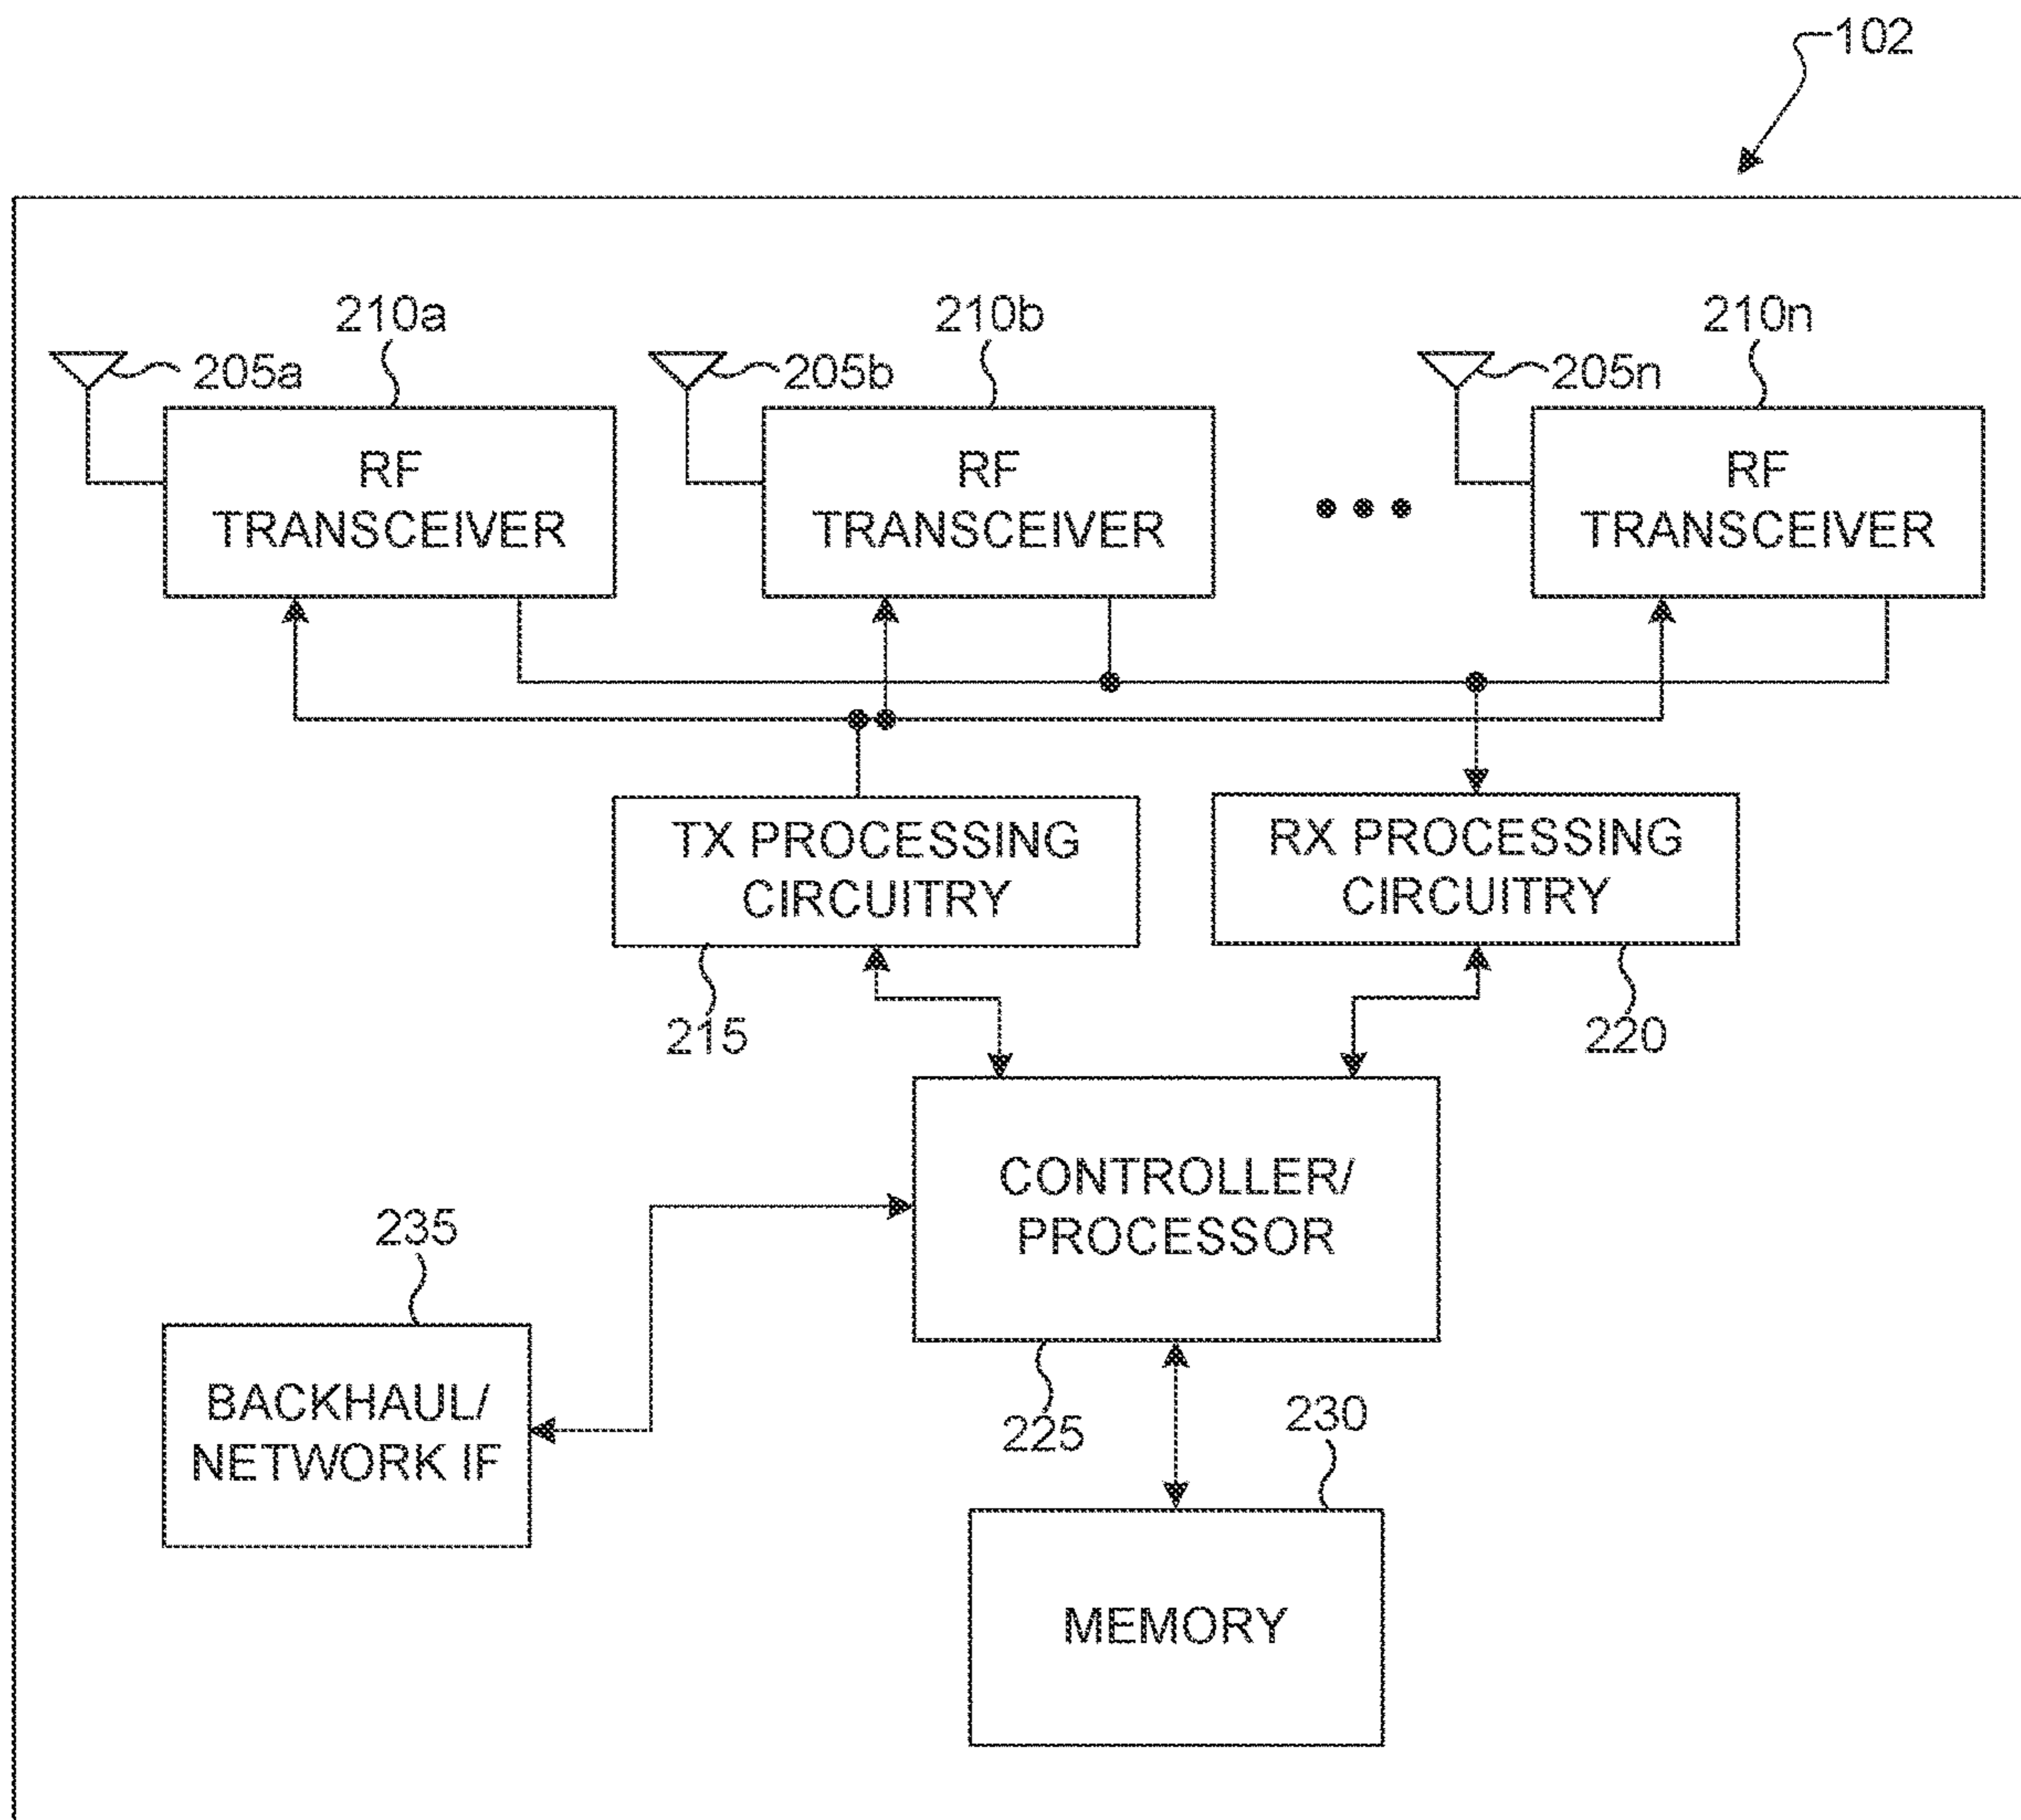 102
210a
210b
210n
205a
205b
205n
RF
TRANSCEIVER
RF
TRANSCEIVER
RF
TRANSCEIVER
TX PROCESSING
CIRCUITRY
RX PROCESSING
CIRCUITRY
215
220
CONTROLLER/
PROCESSOR
235
BACKHAUL/
NETWORK IF
225
230
MEMORY